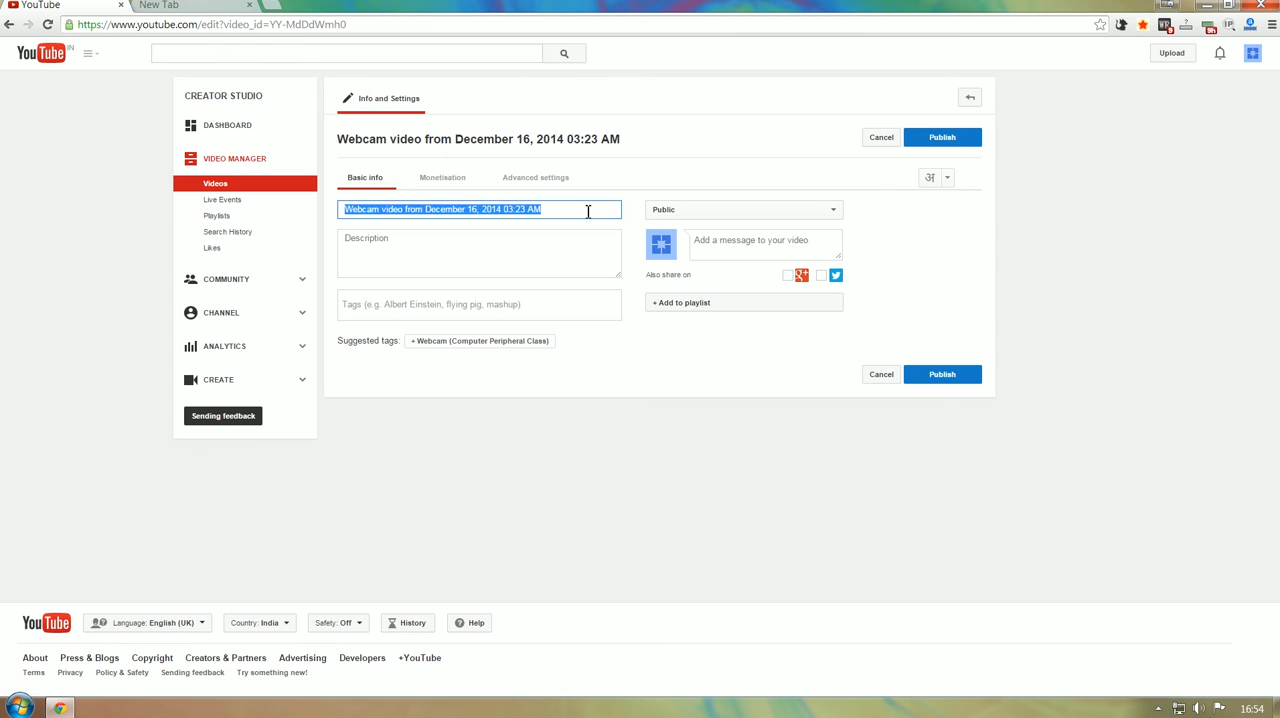 YouTube
New Tab
https://www.youtube.com/edit?video_id=YY-MdDdWmh0
9
9h
IP
YouTube IN
Upload
CREATOR STUDIO
DASHBOARD
VIDEO MANAGER
Videos
Live Events
Playlists
Search History
Likes
COMMUNITY
CHANNEL
ANALYTICS
CREATE
Sending feedback
Info and Settings
Webcam video from December 16, 2014 03:23 AM
Cancel
Publish
Basic info
Monetisation
Advanced settings
अ
Webcam video from December 16, 2014 03:23 AM
Description
Tags (e.g. Albert Einstein, flying pig, mashup)
Suggested tags: + Webcam (Computer Peripheral Class)
Public
Add a message to your video
Also share on
g+
+ Add to playlist
Cancel
Publish
YouTube
Language: English (UK)
Country: India
Safety: Off
History
Help
About Press & Blogs Copyright Creators & Partners Advertising Developers +YouTube
Terms Privacy Policy & Safety Sending feedback Try something new!
16:54